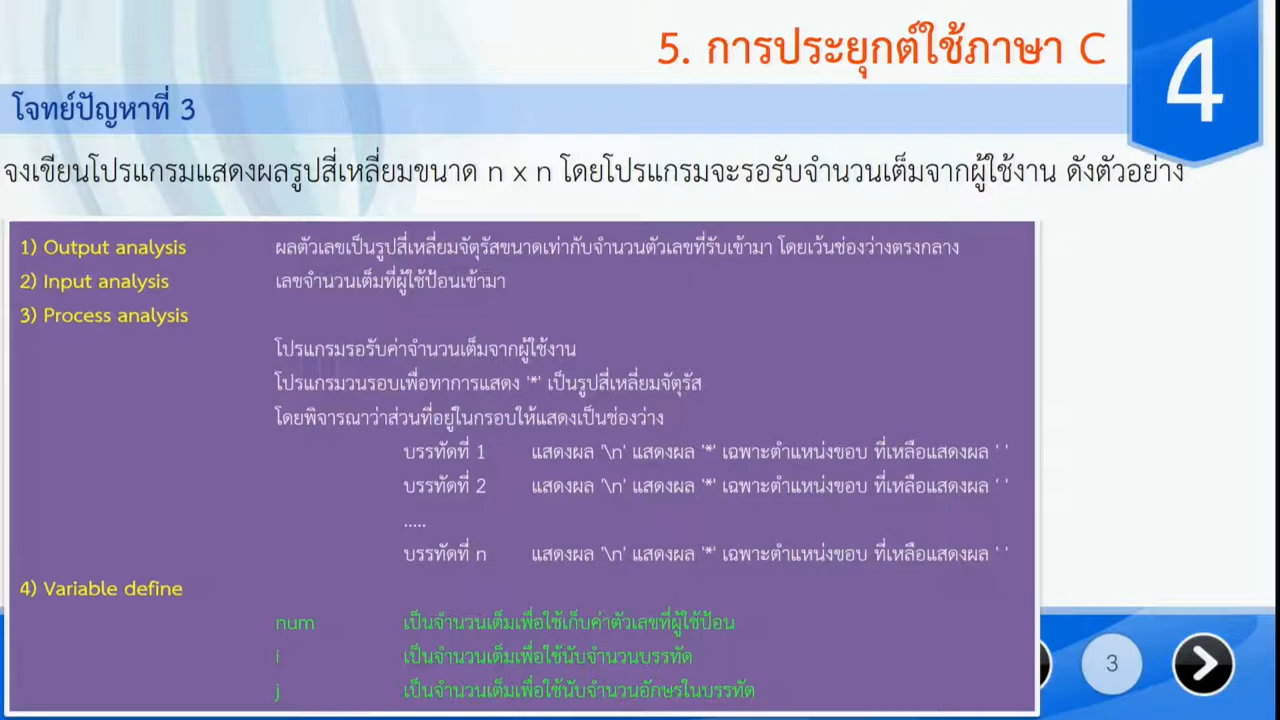 5. การประยุกต์ใช้ภาษา C
4
โจทย์ปัญหาที่ 3
จงเขียนโปรแกรมแสดงผลรูปสี่เหลี่ยมขนาด n x n โดยโปรแกรมจะรอรับจำนวนเต็มจากผู้ใช้งาน ดังตัวอย่าง
1) Output analysis ผลตัวเลขเป็นรูปสี่เหลี่ยมจัตุรัสขนาดเท่ากับจำนวนตัวเลขที่รับเข้ามา โดยเว้นช่องว่างตรงกลาง
2) Input analysis เลขจำนวนเต็มที่ผู้ใช้ป้อนเข้ามา
3) Process analysis
โปรแกรมรอรับค่าจำนวนเต็มจากผู้ใช้งาน
โปรแกรมวนรอบเพื่อทาการแสดง '*' เป็นรูปสี่เหลี่ยมจัตุรัส
โดยพิจารณาว่าส่วนที่อยู่ในกรอบให้แสดงเป็นช่องว่าง
บรรทัดที่ 1 แสดงผล '\n' แสดงผล '*' เฉพาะตำแหน่งขอบ ที่เหลือแสดงผล ' '
บรรทัดที่ 2 แสดงผล '\n' แสดงผล '*' เฉพาะตำแหน่งขอบ ที่เหลือแสดงผล ' '
.....
บรรทัดที่ n แสดงผล '\n' แสดงผล '*' เฉพาะตำแหน่งขอบ ที่เหลือแสดงผล ' '
4) Variable define
num เป็นจำนวนเต็มเพื่อใช้เก็บค่าตัวเลขที่ผู้ใช้ป้อน
i เป็นจำนวนเต็มเพื่อใช้นับจำนวนบรรทัด
j เป็นจำนวนเต็มเพื่อใช้นับจำนวนอักษรในบรรทัด
3